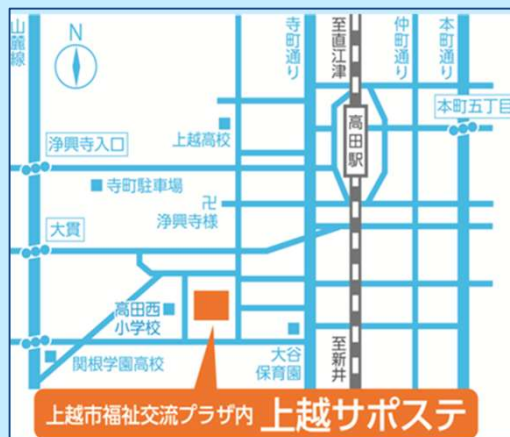 N
山麓線
寺町通り
至直江津
仲町通り
本町通り
本町五丁目
高田駅
上越高校
浄興寺入口
寺町駐車場
卍
浄興寺様
大貫
高田西
小学校
至新井
大谷
保育園
関根学園高校
上越市福祉交流プラザ内 上越サポステ